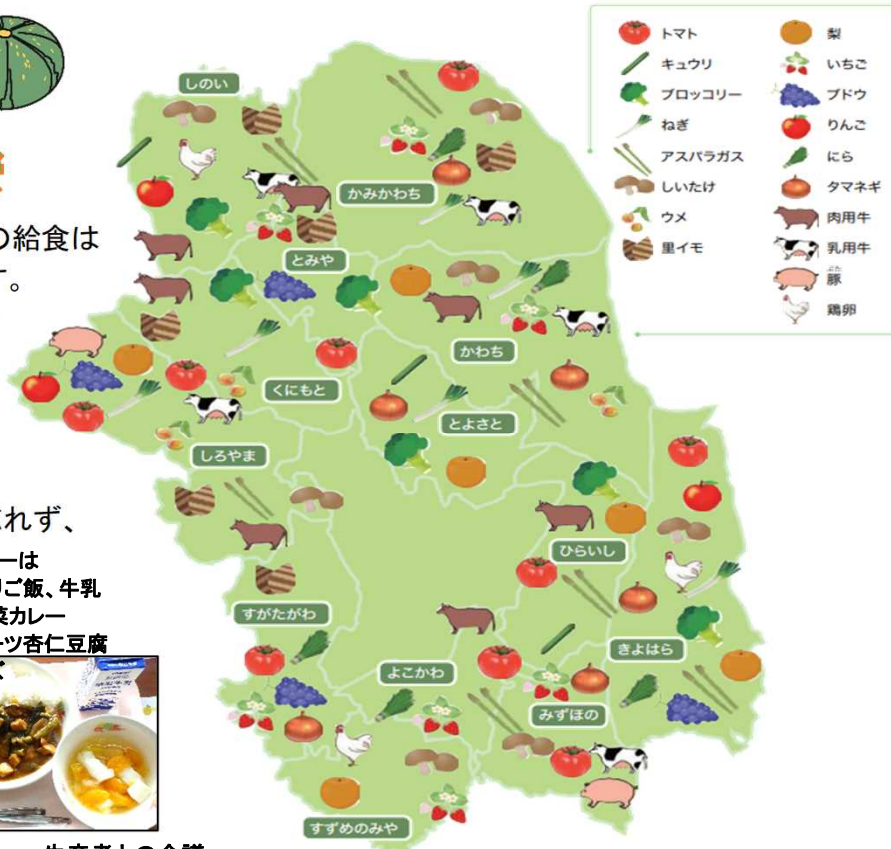 の給食は
。
れず、
ーは
ご飯、牛乳
菜カレー
ーツ杏仁豆腐
トマト
キュウリ
ブロッコリー
ねぎ
アスパラガス
しいたけ
ウメ
里イモ
梨
いちご
ブドウ
りんご
にら
タマネギ
肉用牛
乳用牛
豚
ぶた
鶏卵
しのい
かみかわち
とみや
かわち
くにもと
とよさと
しろやま
ひらいし
すがたがわ
きよはら
よこかわ
みずほの
すずめのみや